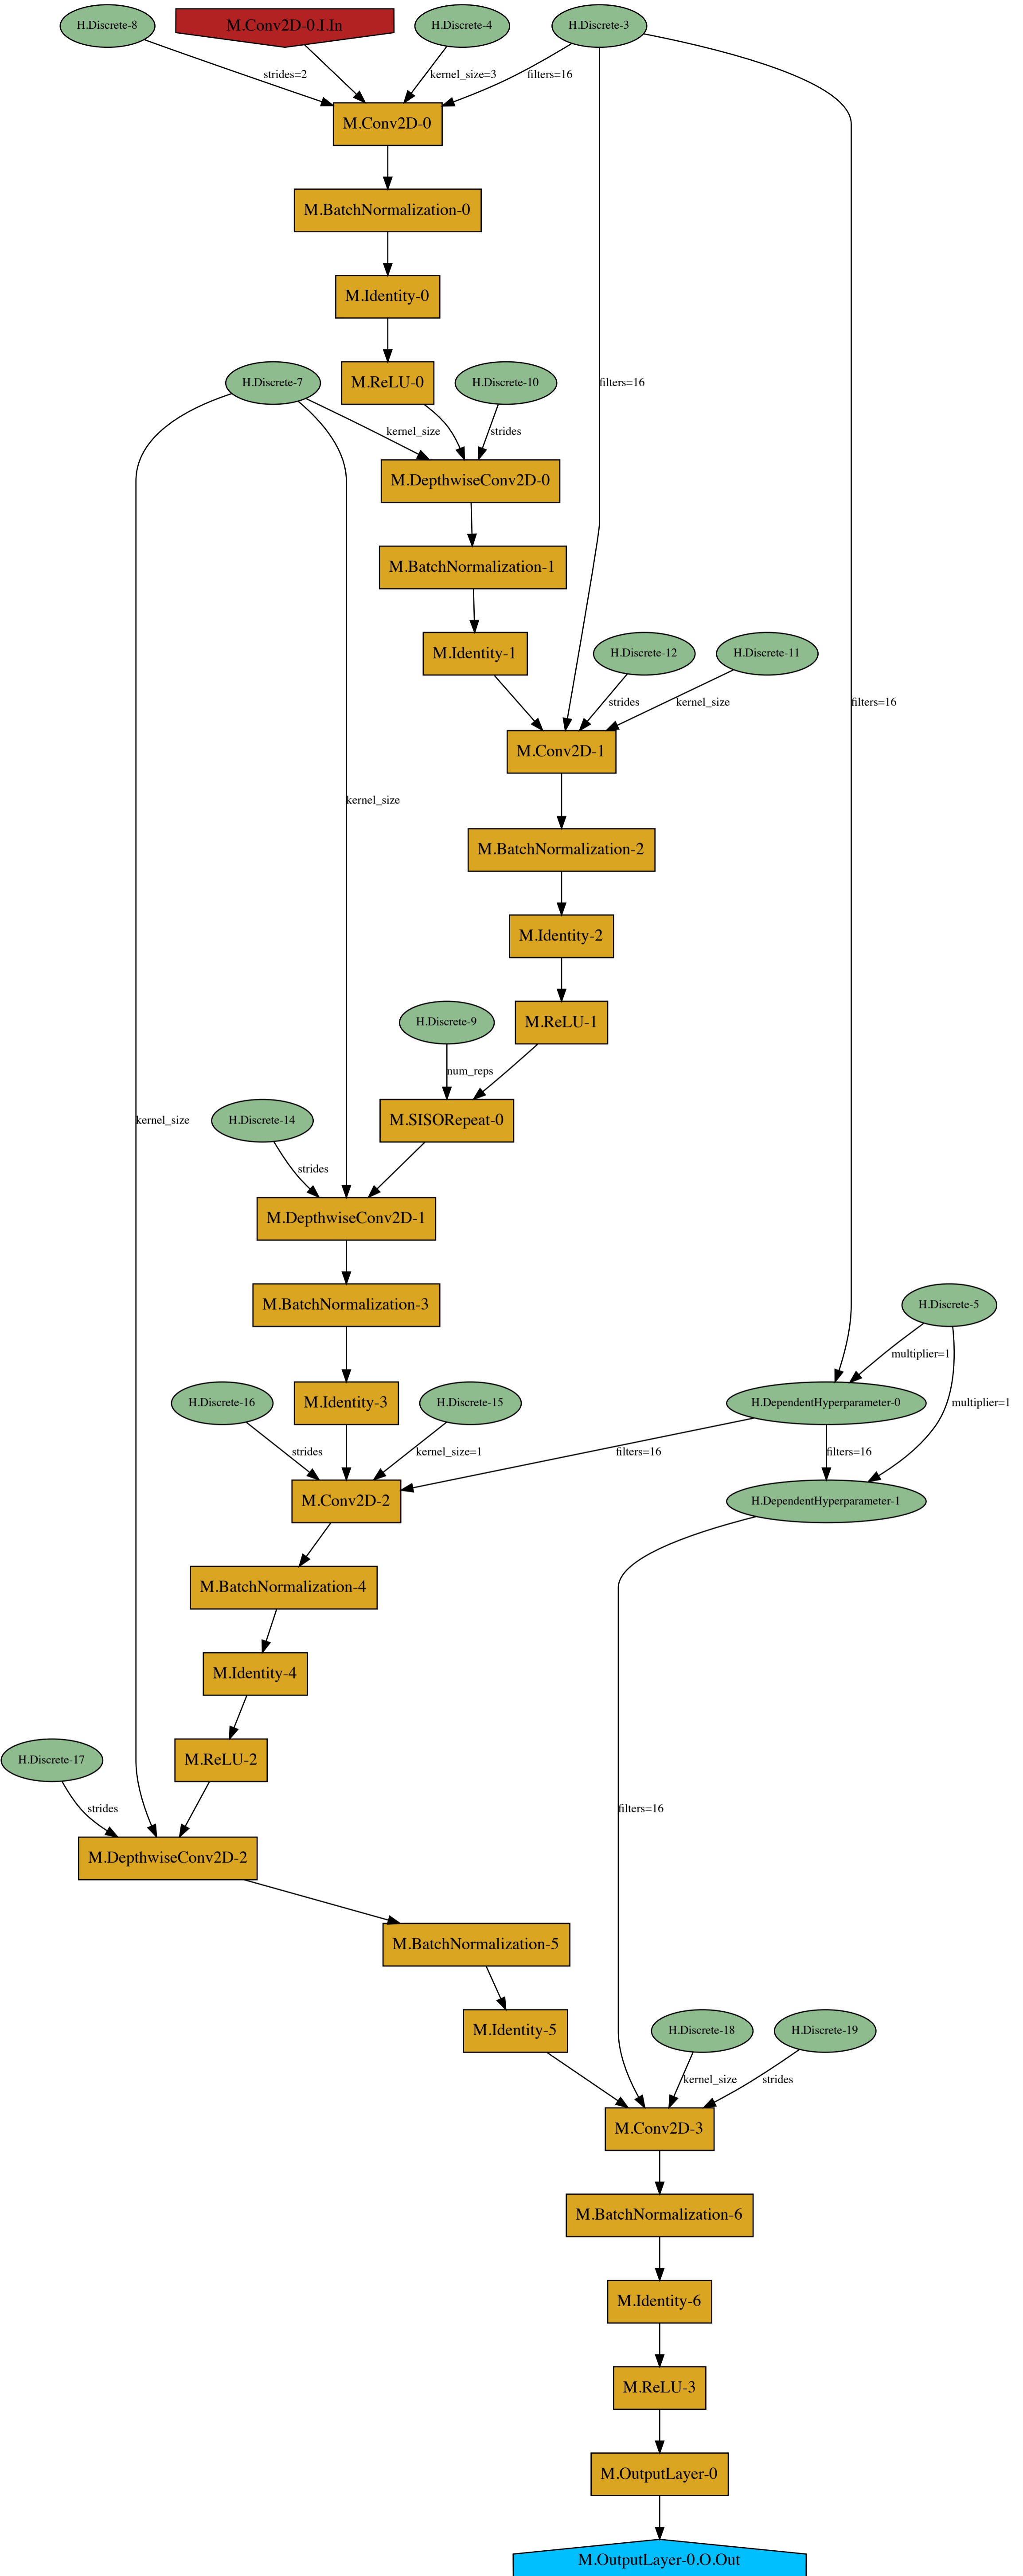 H.Discrete-8
M.Conv2D-0.I.In
H.Discrete-4
H.Discrete-3
strides=2
kernel_size=3
filters=16
M.Conv2D-0
M.BatchNormalization-0
M.Identity-0
H.Discrete-7
M.ReLU-0
H.Discrete-10
filters=16
kernel_size
strides
M.DepthwiseConv2D-0
M.BatchNormalization-1
M.Identity-1
H.Discrete-12
H.Discrete-11
strides
kernel_size
filters=16
M.Conv2D-1
kernel_size
M.BatchNormalization-2
M.Identity-2
H.Discrete-9
M.ReLU-1
num_reps
kernel_size
H.Discrete-14
M.SISORepeat-0
strides
M.DepthwiseConv2D-1
M.BatchNormalization-3
H.Discrete-5
multiplier=1
H.Discrete-16
M.Identity-3
H.Discrete-15
H.DependentHyperparameter-0
multiplier=1
strides
kernel_size=1
filters=16
filters=16
M.Conv2D-2
H.DependentHyperparameter-1
M.BatchNormalization-4
M.Identity-4
H.Discrete-17
M.ReLU-2
strides
filters=16
M.DepthwiseConv2D-2
M.BatchNormalization-5
M.Identity-5
H.Discrete-18
H.Discrete-19
kernel_size
strides
M.Conv2D-3
M.BatchNormalization-6
M.Identity-6
M.ReLU-3
M.OutputLayer-0
M.OutputLayer-0.O.Out